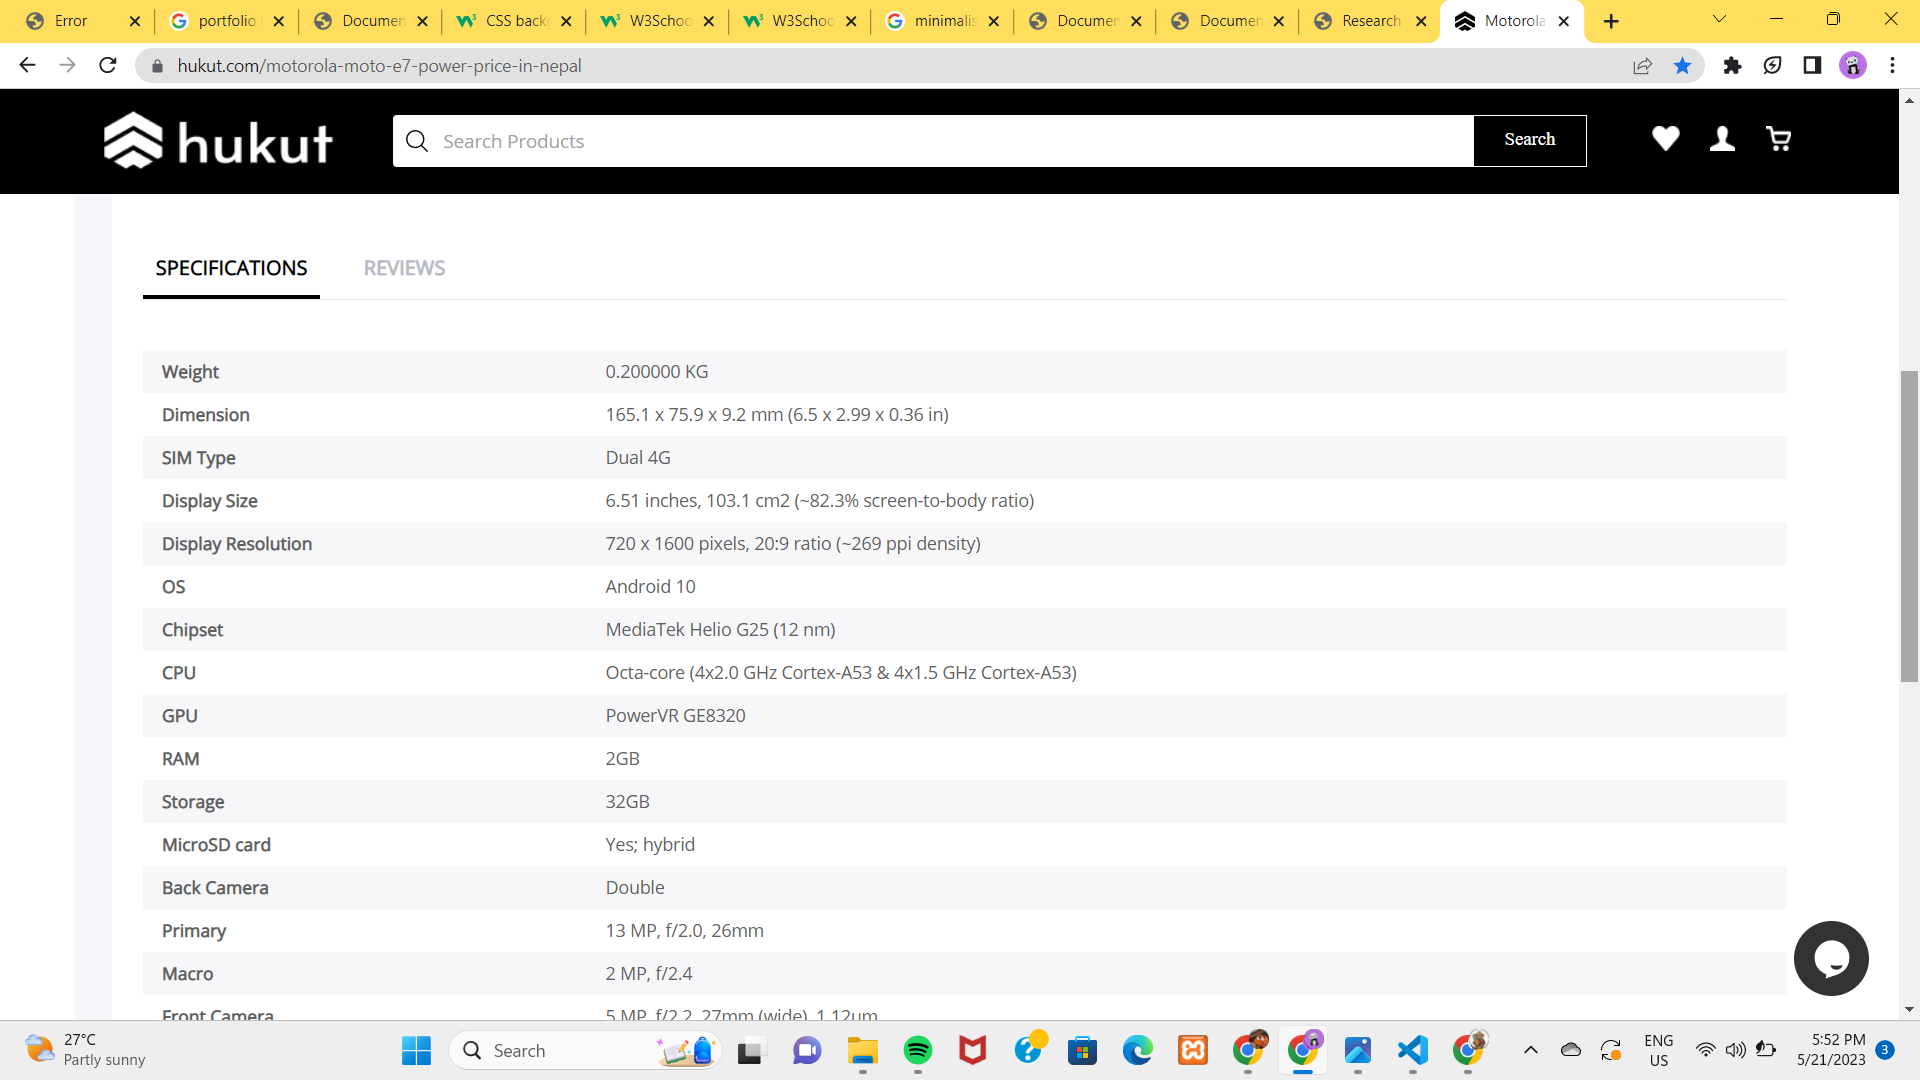 Error
portfolio
Documen
CSS back
W3Schoo
W3Schoo
minimalis
Documen
Documen
Research
Motorola
hukut.com/motorola-moto-e7-power-price-in-nepal
hukut
Search Products
Search
SPECIFICATIONS
REVIEWS
Weight 0.200000 KG
Dimension 165.1 x 75.9 x 9.2 mm (6.5 x 2.99 x 0.36 in)
SIM Type Dual 4G
Display Size 6.51 inches, 103.1 cm2 (~82.3% screen-to-body ratio)
Display Resolution 720 x 1600 pixels, 20:9 ratio (~269 ppi density)
OS Android 10
Chipset MediaTek Helio G25 (12 nm)
CPU Octa-core (4x2.0 GHz Cortex-A53 & 4x1.5 GHz Cortex-A53)
GPU PowerVR GE8320
RAM 2GB
Storage 32GB
MicroSD card Yes; hybrid
Back Camera Double
Primary 13 MP, f/2.0, 26mm
Macro 2 MP, f/2.4
Front Camera 5 MP, f/2.2, 27mm (wide), 1.12µm
27°C
Partly sunny
Search
ENG
US
5:52 PM
5/21/2023
3